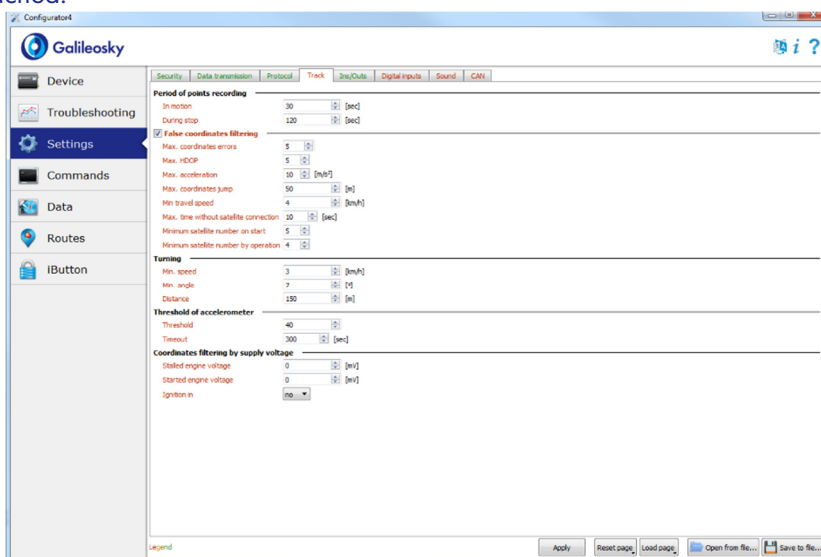 Configurator4
Galileosky
i ?
Device
Troubleshooting
Settings
Commands
Data
Routes
iButton
Security Data transmission Protocol Track Ins/Outs Digital inputs Sound CAN
Period of points recording
In motion 30 [sec]
During stop 120 [sec]
False coordinates filtering
Max. coordinates errors 5
Max. HDOP 5
Max. acceleration 10 [m/s²]
Max. coordinates jump 50 [m]
Min travel speed 4 [km/h]
Max. time without satellite connection 10 [sec]
Minimum satellite number on start 5
Minimum satellite number by operation 4
Turning
Min. speed 3 [km/h]
Min. angle 7 [°]
Distance 150 [m]
Threshold of accelerometer
Threshold 40
Timeout 300 [sec]
Coordinates filtering by supply voltage
Stalled engine voltage 0 [mV]
Started engine voltage 0 [mV]
Ignition in no
Legend Apply Reset page Load page Open from file... Save to file...